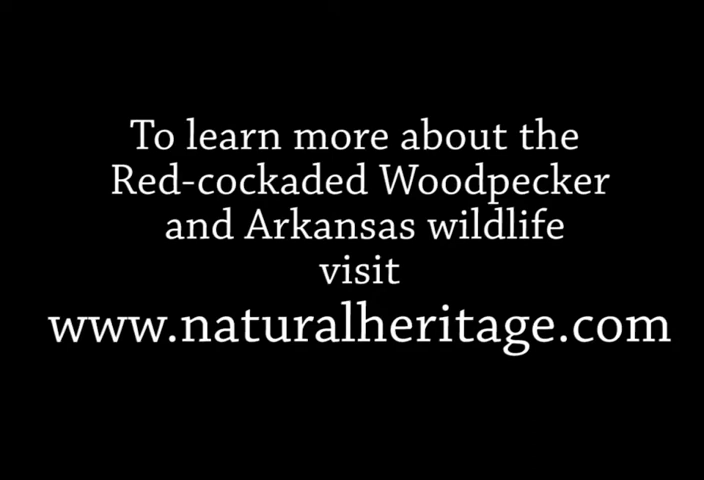 To learn more about the
Red-cockaded Woodpecker
and Arkansas wildlife
visit
www.naturalheritage.com